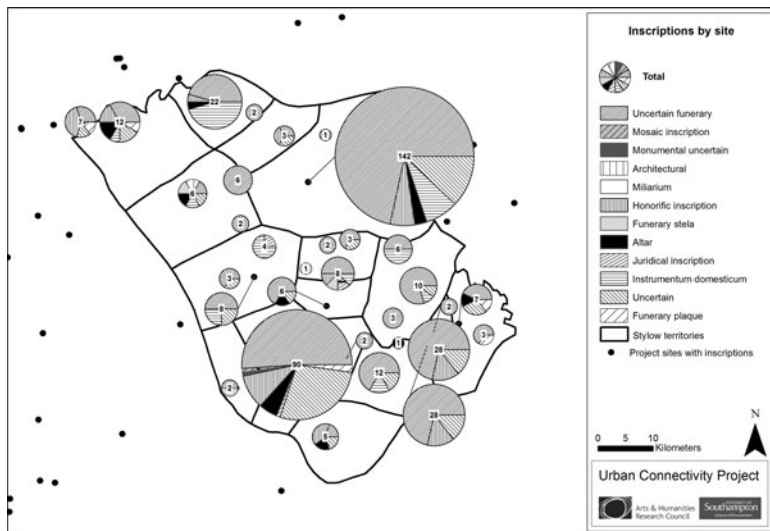 Inscriptions by site
Total
Uncertain funerary
Mosaic inscription
Monumental uncertain
Architectural
Miliarium
Honorific inscription
Funerary stela
Altar
Juridical inscription
Instrumentum domesticum
Uncertain
Funerary plaque
Stylow territories
Project sites with inscriptions
N
0 5 10
Kilometers
Urban Connectivity Project
Arts & Humanities
Research Council
Southampton
22
2
7
12
3
1
142
6
6
2
4
2
3
6
1
8
3
6
10
8
3
2
7
3
2
1
28
90
12
2
28
5